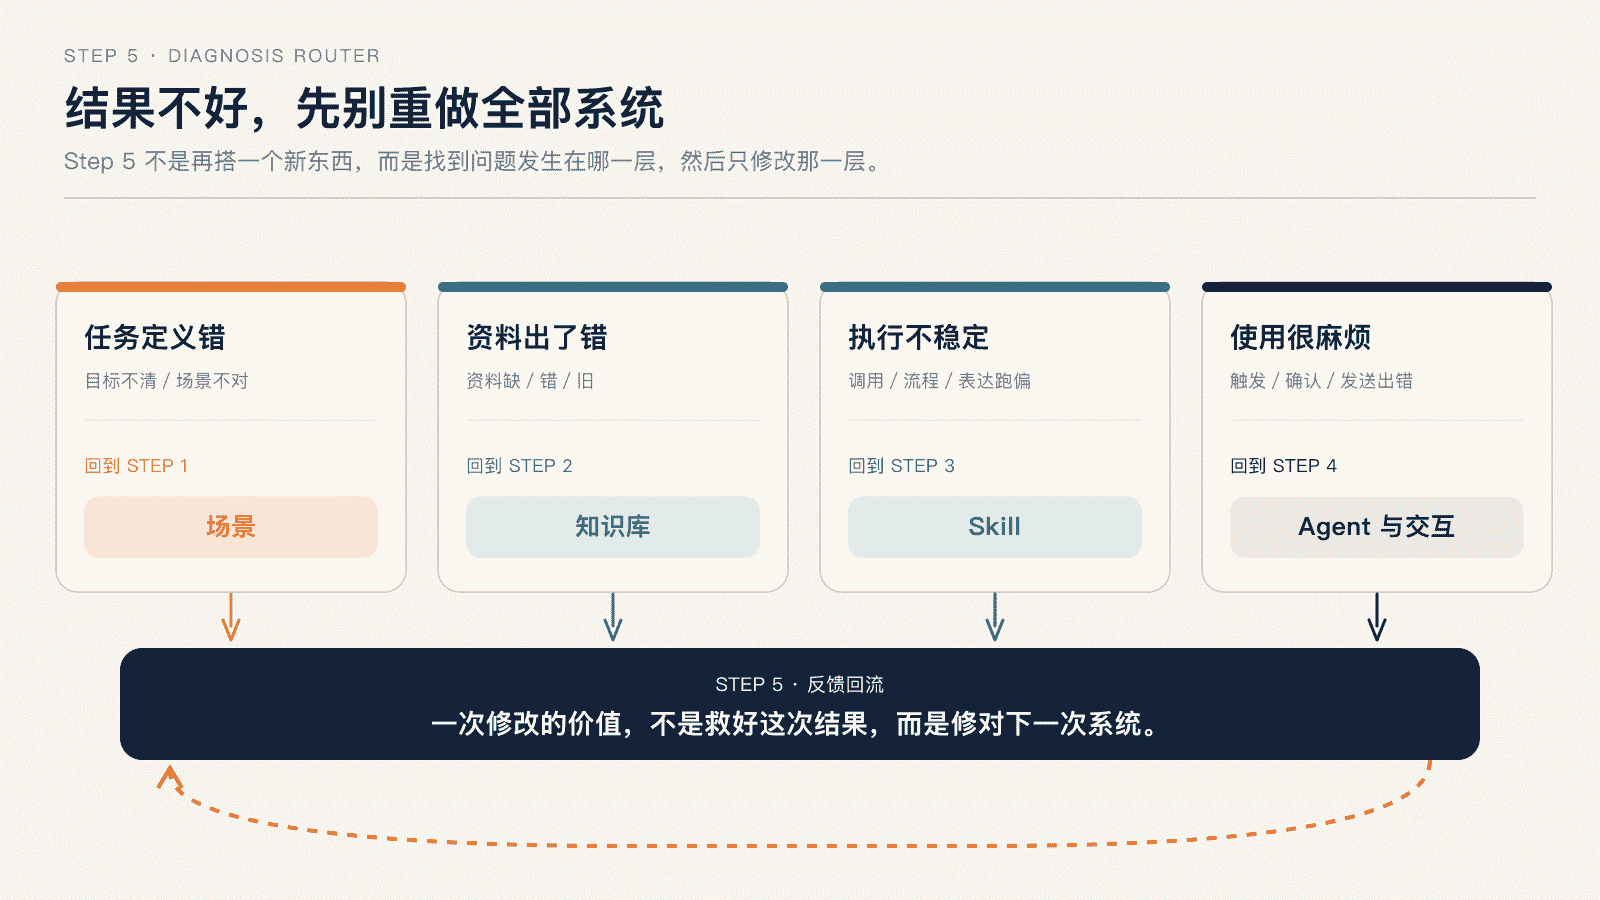 STEP 5 · DIAGNOSIS ROUTER
结果不好，先别重做全部系统
Step 5 不是再搭一个新东西，而是找到问题发生在哪一层，然后只修改那一层。
任务定义错
目标不清 / 场景不对
回到 STEP 1
场景
资料出了错
资料缺 / 错 / 旧
回到 STEP 2
知识库
执行不稳定
调用 / 流程 / 表达跑偏
回到 STEP 3
Skill
使用很麻烦
触发 / 确认 / 发送出错
回到 STEP 4
Agent 与交互
STEP 5 · 反馈回流
一次修改的价值，不是救好这次结果，而是修对下一次系统。